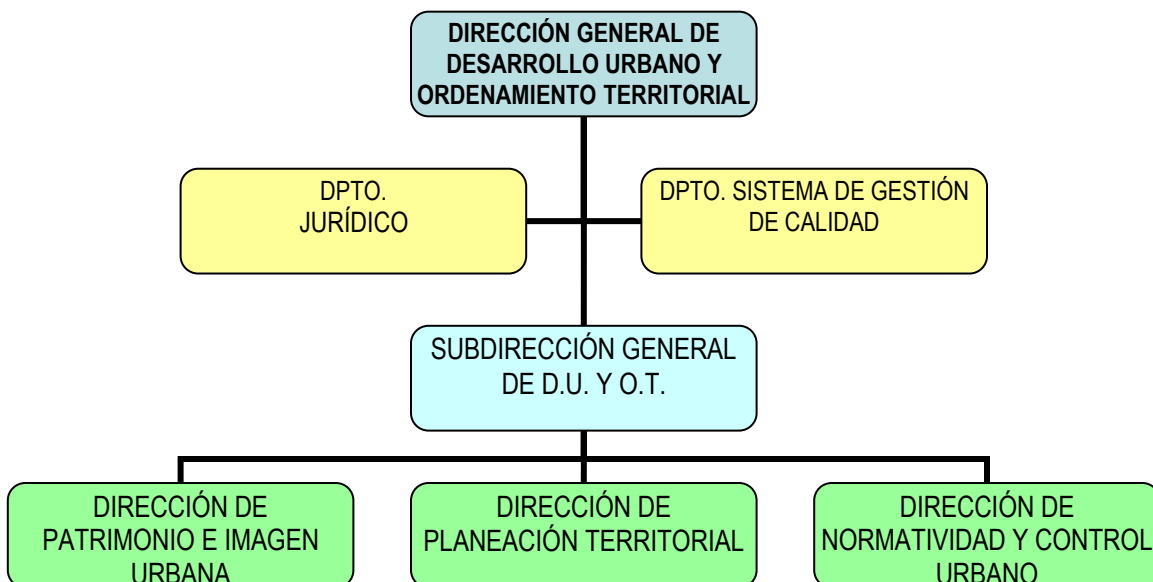 DIRECCIÓN GENERAL DE
DESARROLLO URBANO Y
ORDENAMIENTO TERRITORIAL
DPTO.
JURÍDICO
DPTO. SISTEMA DE GESTIÓN
DE CALIDAD
SUBDIRECCIÓN GENERAL
DE D.U. Y O.T.
DIRECCIÓN DE
PATRIMONIO E IMAGEN
URBANA
DIRECCIÓN DE
PLANEACIÓN TERRITORIAL
DIRECCIÓN DE
NORMATIVIDAD Y CONTROL
URBANO